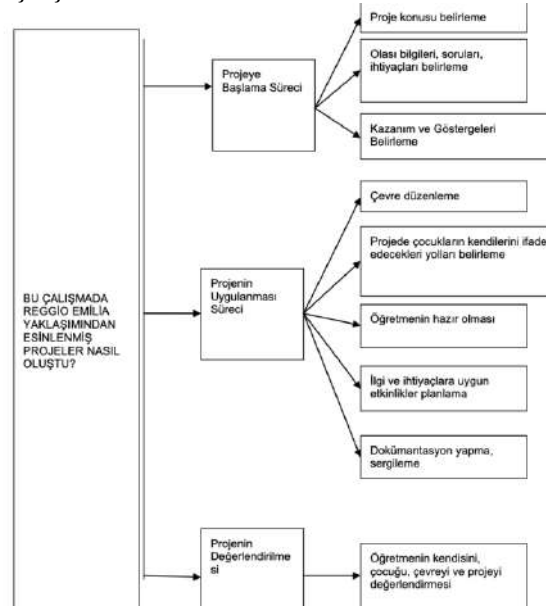 BU ÇALIŞMADA
REGGİO EMİLİA
YAKLAŞIMINDAN
ESİNLENMİŞ
PROJELER NASIL
OLUŞTU?
Projeye
Başlama Süreci
Proje konusu belirleme
Olası bilgileri, soruları,
ihtiyaçları belirleme
Kazanım ve Göstergeleri
Belirleme
Projenin
Uygulanması
Süreci
Çevre düzenleme
Projede çocukların kendilerini ifade
edecekleri yolları belirleme
Öğretmenin hazır olması
İlgi ve ihtiyaçlara uygun
etkinlikler planlama
Dokümantasyon yapma,
sergileme
Projenin
Değerlendirilme
si
Öğretmenin kendisini,
çocuğu, çevreyi ve projeyi
değerlendirmesi